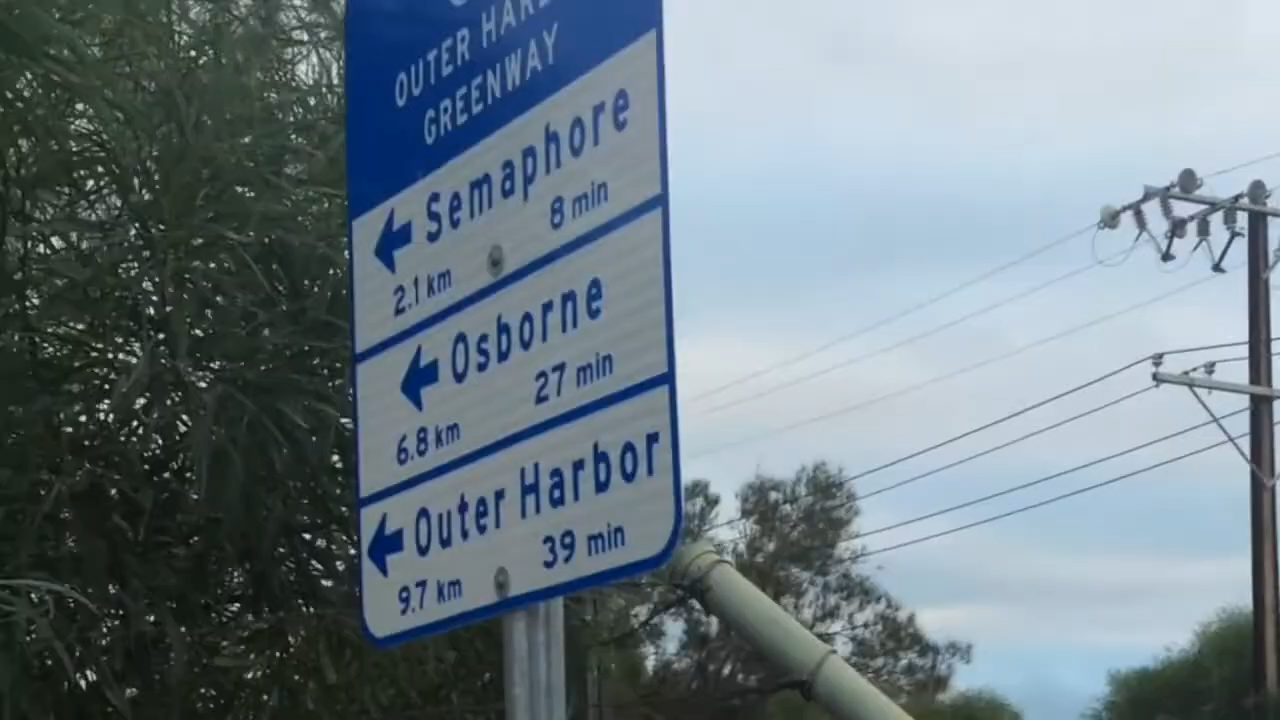 OUTER
GREENWAY
Semaphore
8 min
2.1 km
Osborne
27 min
6.8 km
Outer Harbor
39 min
9.7 km